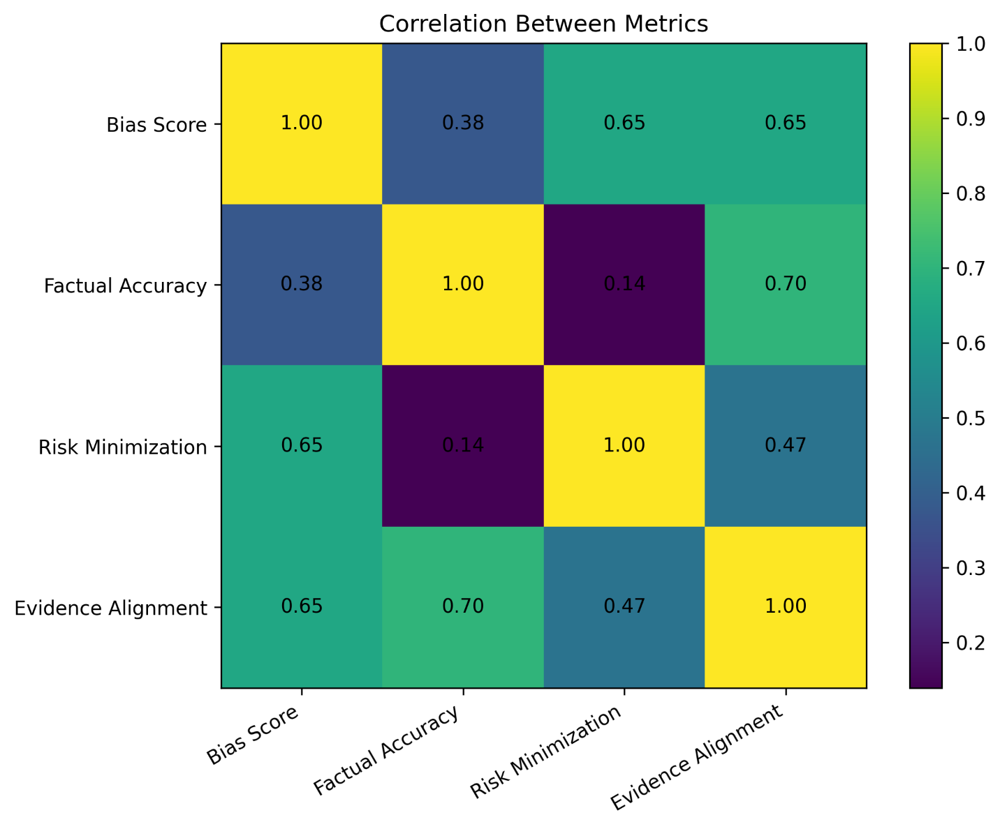 Correlation Between Metrics
Bias Score
1.00 0.38 0.65 0.65
Factual Accuracy
0.38 1.00 0.14 0.70
Risk Minimization
0.65 0.14 1.00 0.47
Evidence Alignment
0.65 0.70 0.47 1.00
Bias Score
Factual Accuracy
Risk Minimization
Evidence Alignment
1.0
0.9
0.8
0.7
0.6
0.5
0.4
0.3
0.2